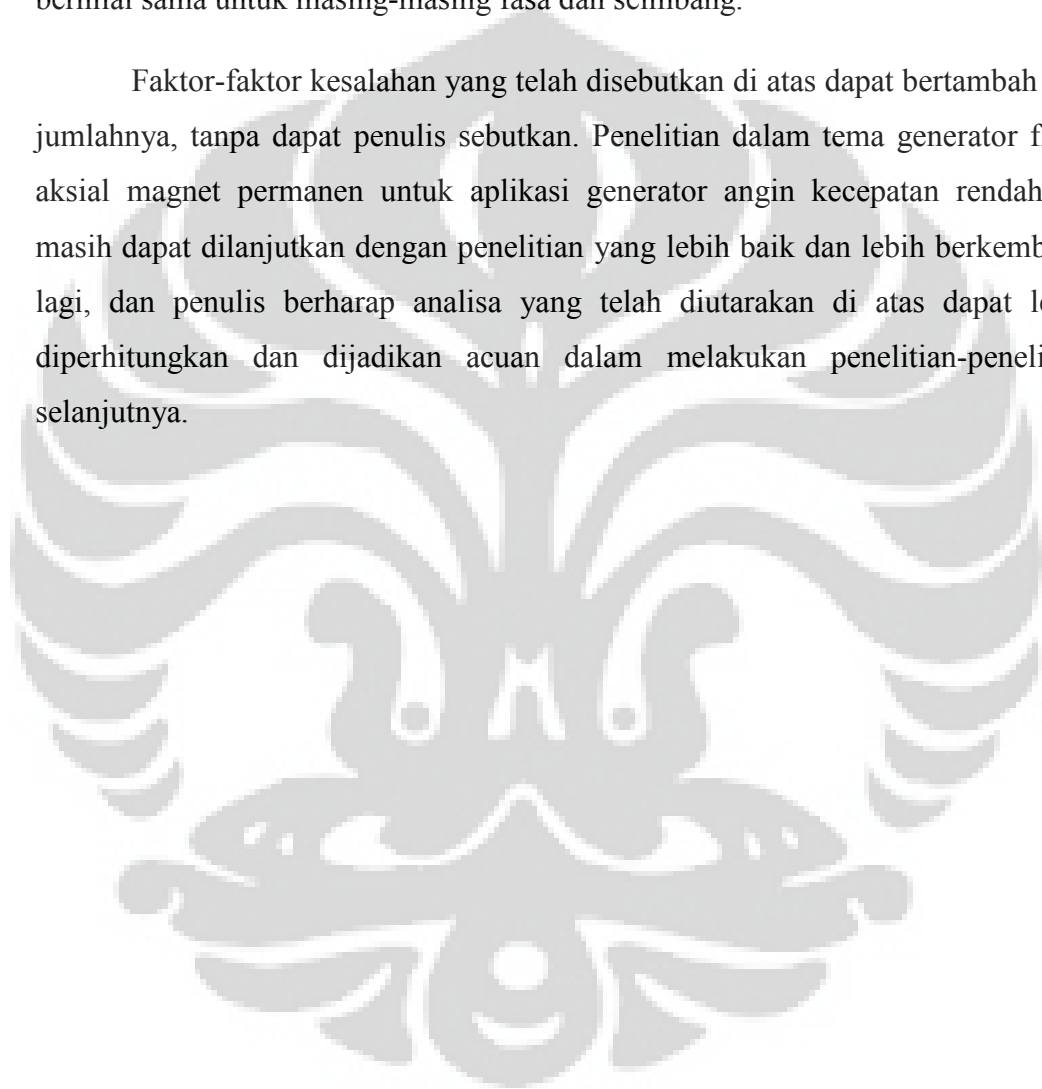 bernilai sama untuk masing-masing fasa dan seimbang.
Faktor-faktor kesalahan yang telah disebutkan di atas dapat bertambah
jumlahnya, tanpa dapat penulis sebutkan. Penelitian dalam tema generator
aksial magnet permanen untuk aplikasi generator angin kecepatan rendah
masih dapat dilanjutkan dengan penelitian yang lebih baik dan lebih berkemb
lagi, dan penulis berharap analisa yang telah diutarakan di atas dapat
diperhitungkan dan dijadikan acuan dalam melakukan penelitian-peneli
selanjutnya.